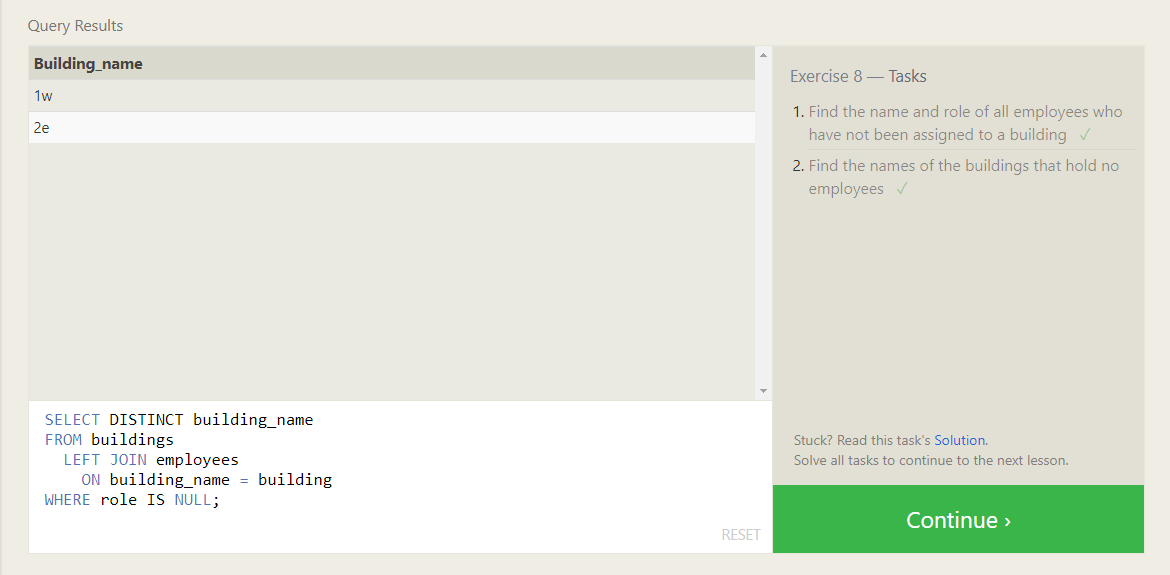 Query Results
Building_name
1w
2e
SELECT DISTINCT building_name
FROM buildings
  LEFT JOIN employees
    ON building_name = building
WHERE role IS NULL;
RESET
Exercise 8 — Tasks
1. Find the name and role of all employees who
have not been assigned to a building ✓
2. Find the names of the buildings that hold no
employees ✓
Stuck? Read this task's Solution.
Solve all tasks to continue to the next lesson.
Continue ›